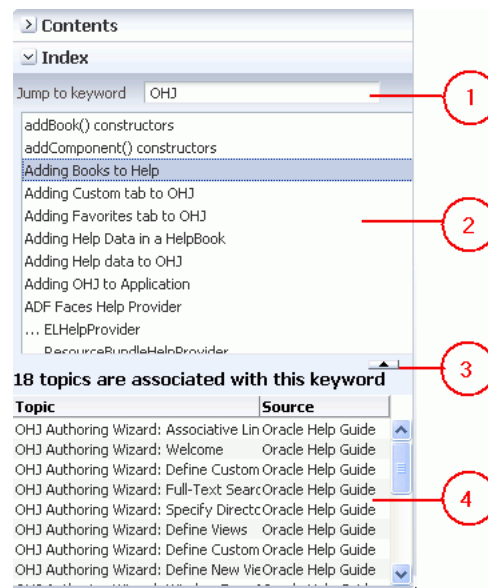 Contents
Index
Jump to keyword OHJ
1
addBook() constructors
addComponent() constructors
Adding Books to Help
Adding Custom tab to OHJ
Adding Favorites tab to OHJ
2
Adding Help Data in a HelpBook
Adding Help data to OHJ
Adding OHJ to Application
ADF Faces Help Provider
... ELHelpProvider
ResourceBundleHelpProvider
3
18 topics are associated with this keyword
Topic Source
OHJ Authoring Wizard: Associative Lin Oracle Help Guide
OHJ Authoring Wizard: Welcome Oracle Help Guide
OHJ Authoring Wizard: Define Custom Oracle Help Guide
OHJ Authoring Wizard: Full-Text Searc Oracle Help Guide
OHJ Authoring Wizard: Specify Directc Oracle Help Guide
4
OHJ Authoring Wizard: Define Views Oracle Help Guide
OHJ Authoring Wizard: Define Custom Oracle Help Guide
OHJ Authoring Wizard: Define New Vie Oracle Help Guide